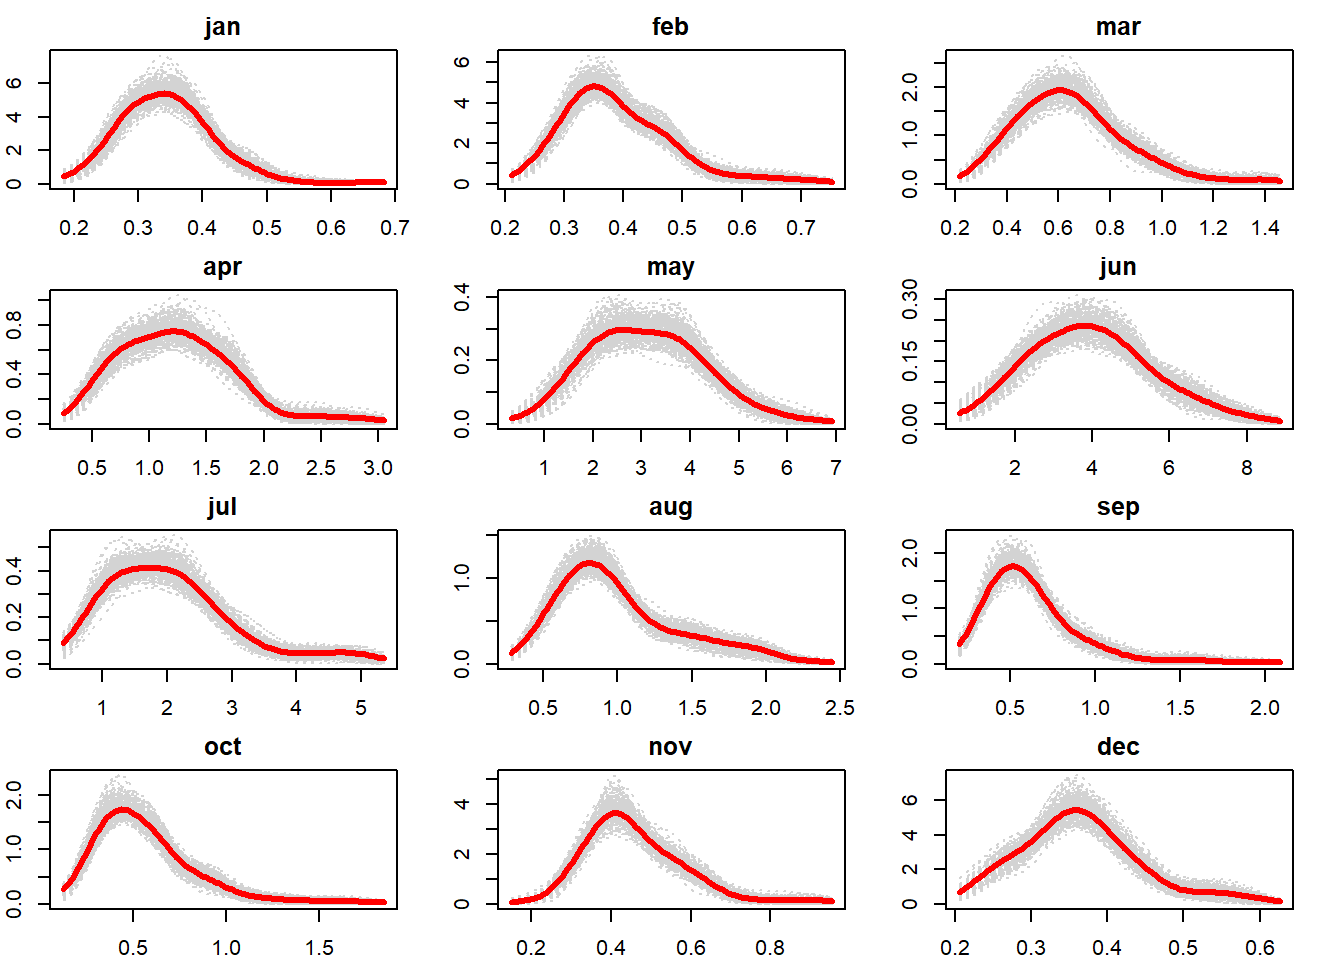 jan feb mar
6 4 2 0
6 4 2 0
2.0 1.0 0.0
0.2 0.3 0.4 0.5 0.6 0.7
0.2 0.3 0.4 0.5 0.6 0.7
0.2 0.4 0.6 0.8 1.0 1.2 1.4
apr may jun
0.8 0.4 0.0
0.4 0.2 0.0
0.30 0.15 0.00
0.5 1.0 1.5 2.0 2.5 3.0
1 2 3 4 5 6 7
2 4 6 8
jul aug sep
0.4 0.2 0.0
1.0 0.0
2.0 1.0 0.0
1 2 3 4 5
0.5 1.0 1.5 2.0 2.5
0.5 1.0 1.5 2.0
oct nov dec
2.0 1.0 0.0
4 2 0
6 4 2 0
0.5 1.0 1.5
0.2 0.4 0.6 0.8
0.2 0.3 0.4 0.5 0.6